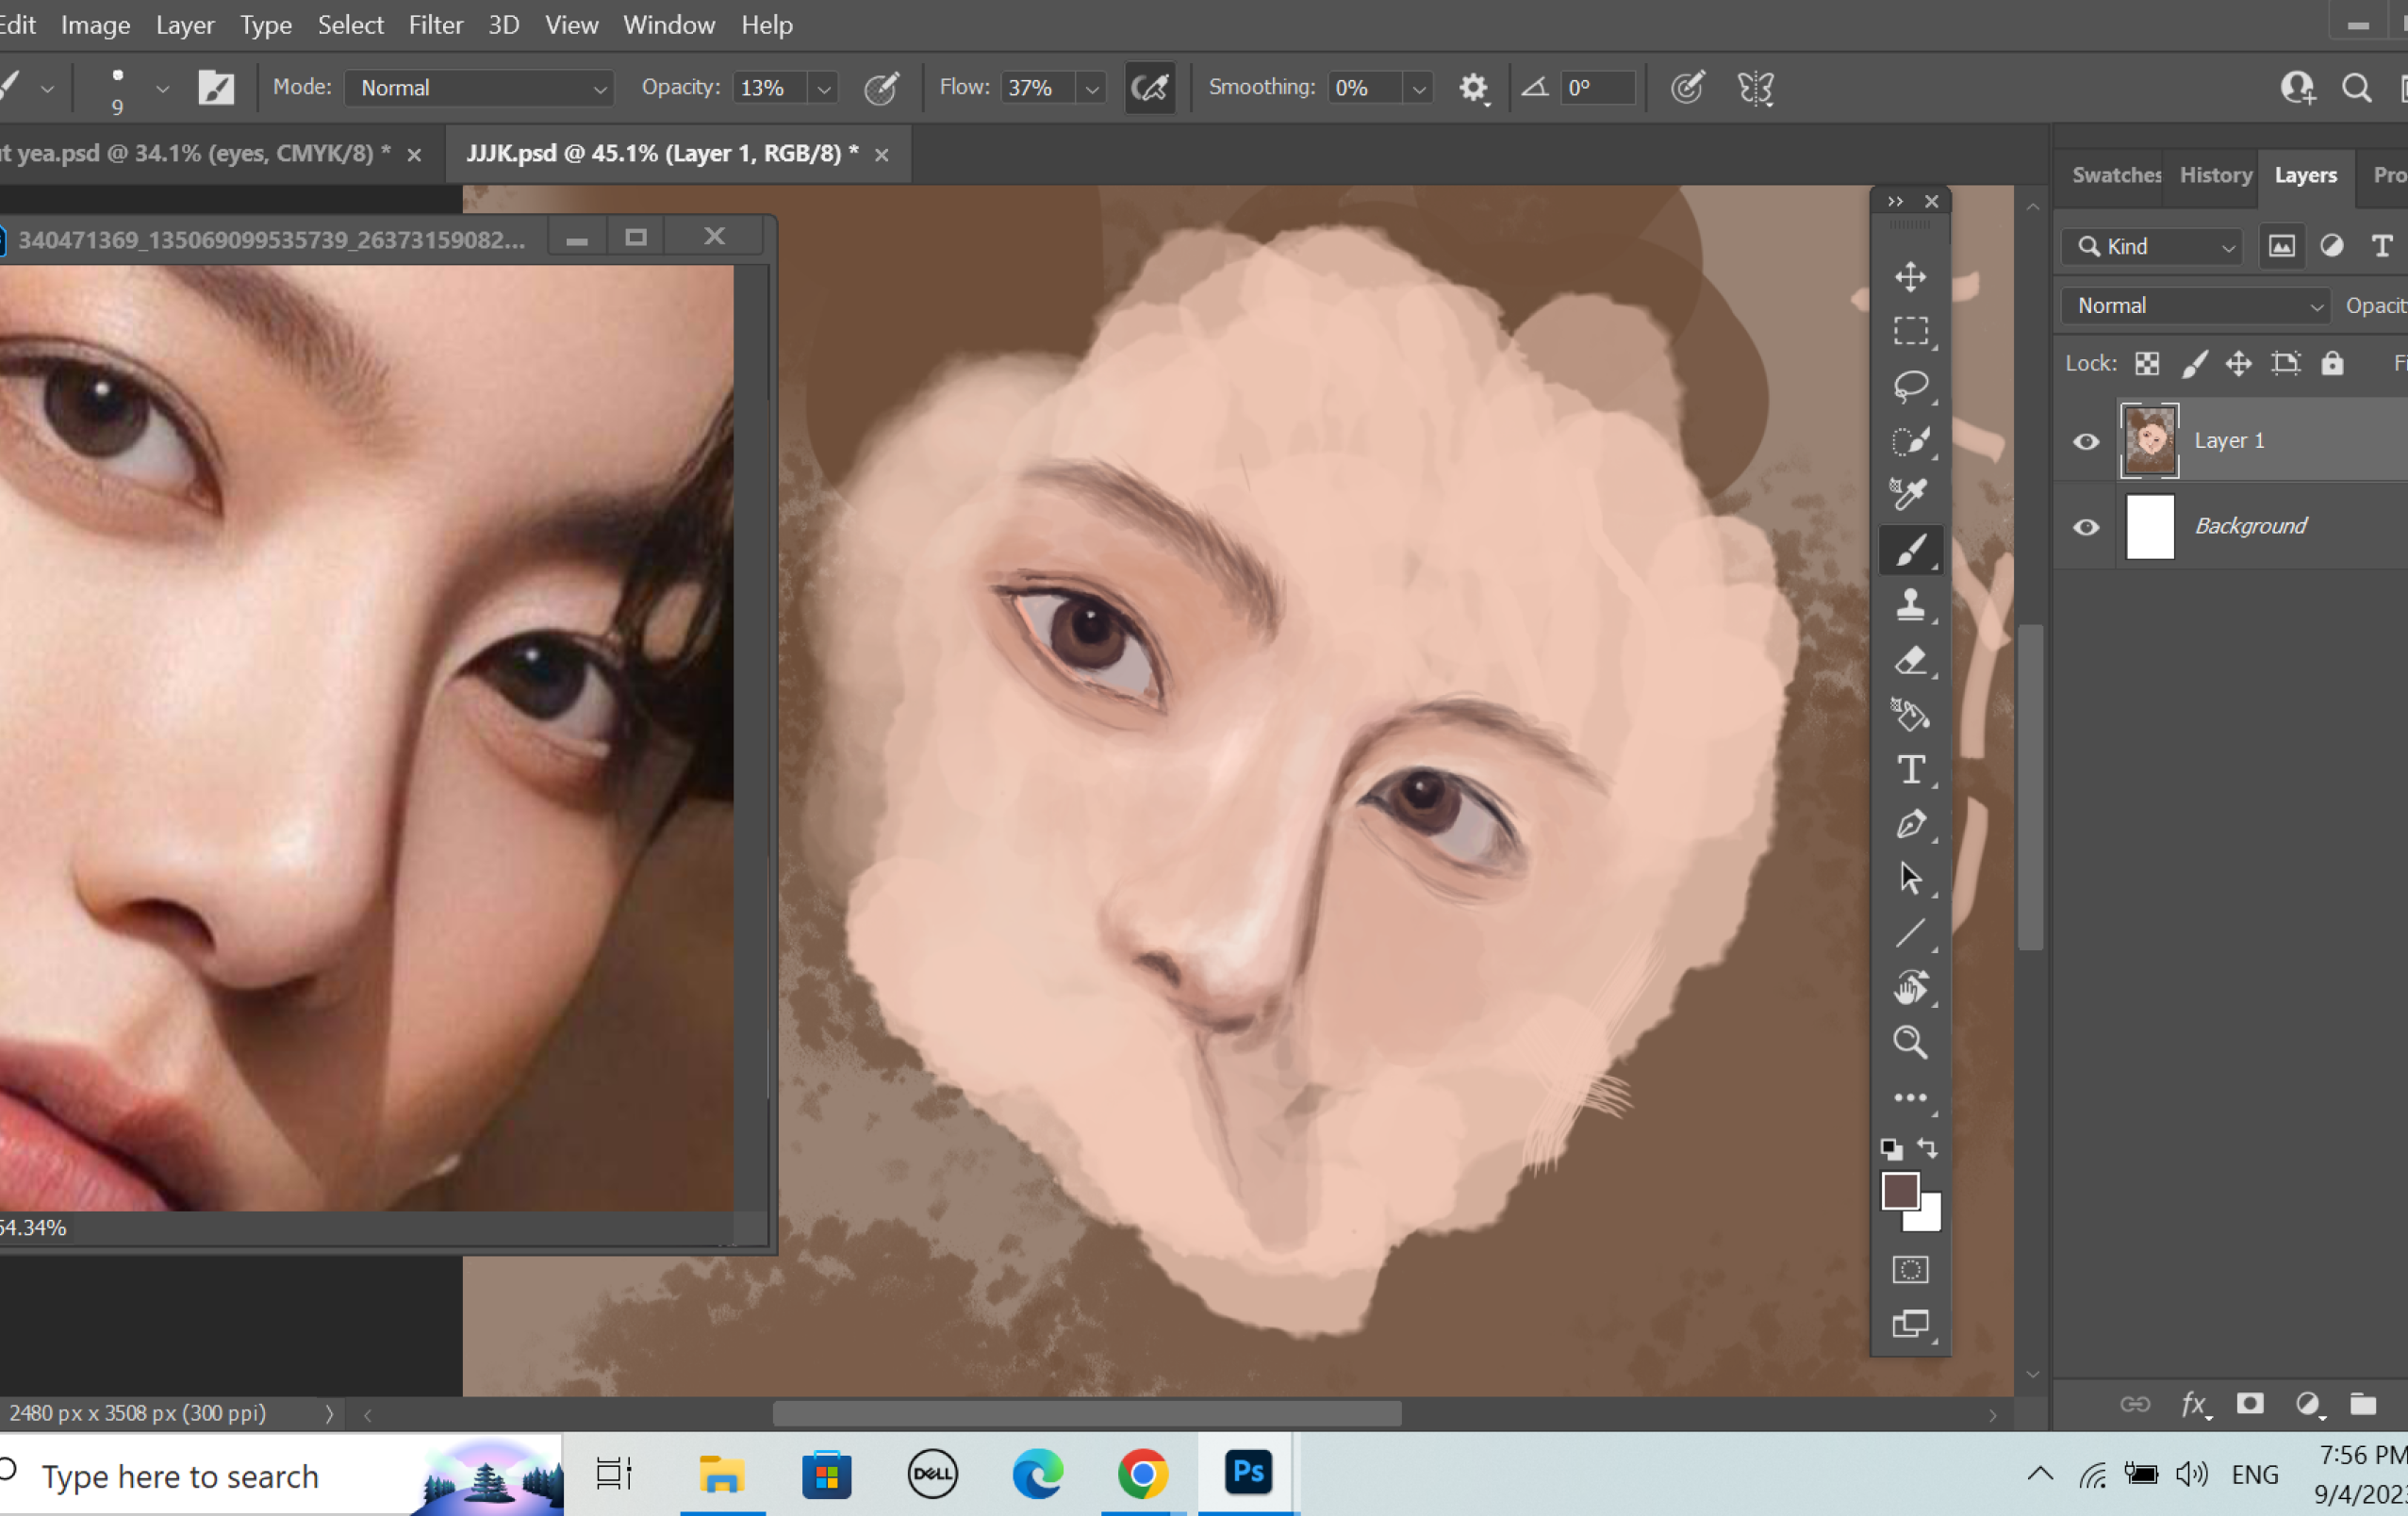 Edit Image Layer Type Select Filter 3D View Window Help
9 Mode: Normal Opacity: 13% Flow: 37% Smoothing: 0% 0°
t yea.psd @ 34.1% (eyes, CMYK/8) * × JJJK.psd @ 45.1% (Layer 1, RGB/8) * ×
Swatches History Layers Pro
340471369_135069099535739_26373159082...
Kind
Normal Opacit
Lock: Fi
Layer 1
Background
54.34%
2480 px x 3508 px (300 ppi)
Type here to search
DELL
Ps
ENG
7:56 PM
9/4/2023